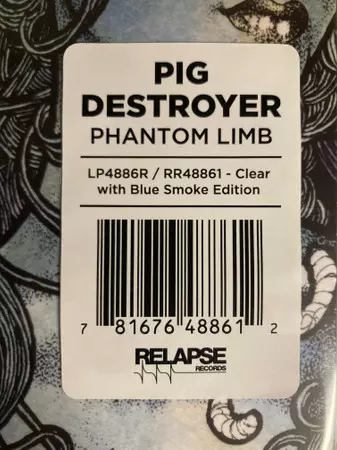 PIG
DESTROYER
PHANTOM LIMB
LP4886R / RR48861 - Clear
with Blue Smoke Edition
7 81676 48861 2
RELAPSE
RECORDS